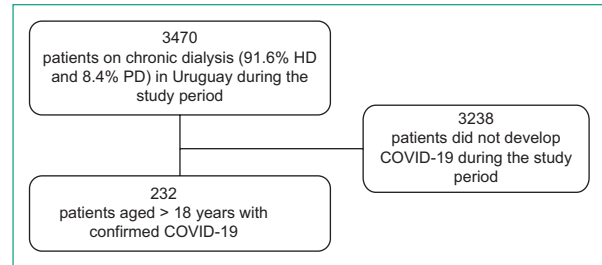 3470
patients on chronic dialysis (91.6% HD
and 8.4% PD) in Uruguay during the
study period
3238
patients did not develop
COVID-19 during the study
period
232
patients aged > 18 years with
confirmed COVID-19